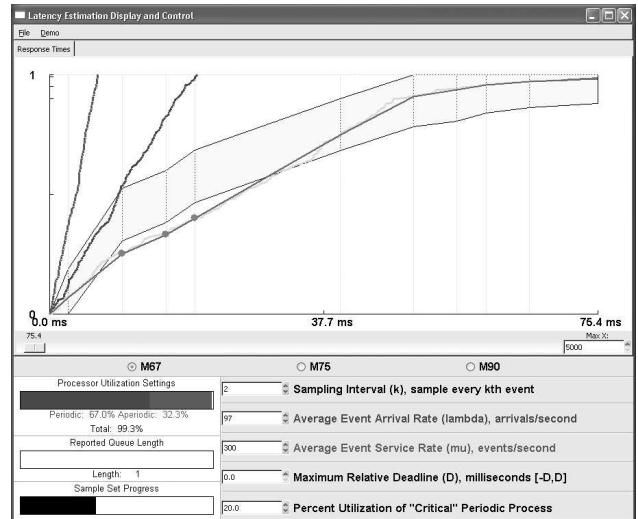 Latency Estimation Display and Control
File Demo
Response Times
1
0
0.0 ms 37.7 ms 75.4 ms
75.4 Max X:
5000
M67 M75 M90
Processor Utilization Settings
Periodic: 67.0% Aperiodic: 32.3%
Total: 99.3%
Reported Queue Length
Length: 1
Sample Set Progress
2 Sampling Interval (k), sample every kth event
97 Average Event Arrival Rate (lambda), arrivals/second
300 Average Event Service Rate (mu), events/second
0.0 Maximum Relative Deadline (D), milliseconds [-D,D]
20.0 Percent Utilization of "Critical" Periodic Process